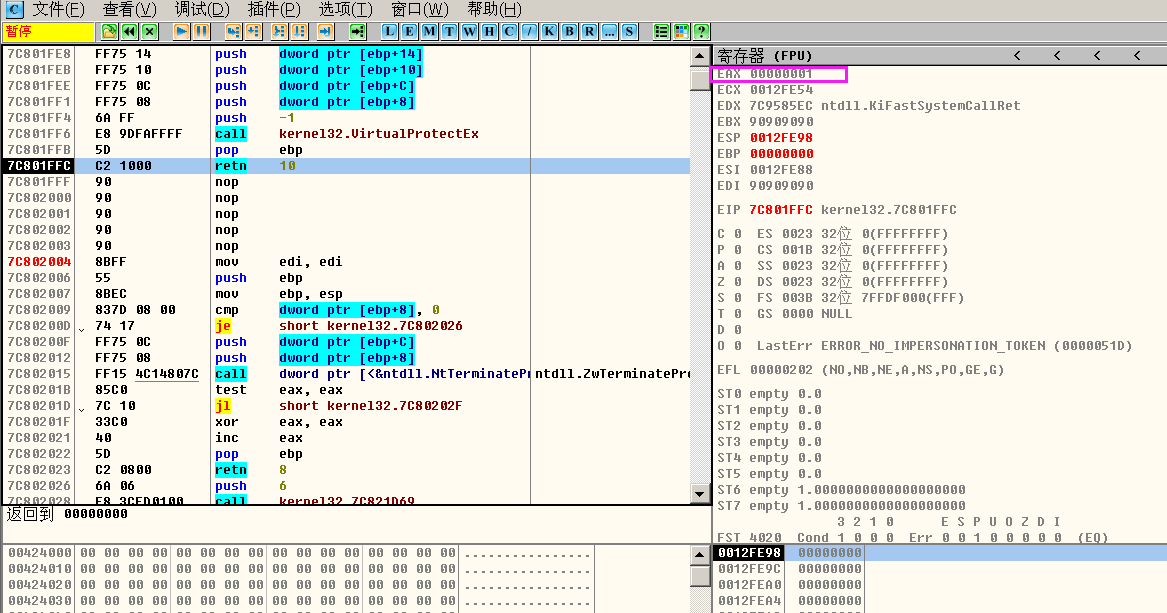 C 文件(F) 查看(V) 调试(D) 插件(P) 选项(T) 窗口(W) 帮助(H)
暂停 L E M T W H C / K B R ... S ?
7C801FE8 FF75 14 push dword ptr [ebp+14]
7C801FEB FF75 10 push dword ptr [ebp+10]
7C801FEE FF75 0C push dword ptr [ebp+C]
7C801FF1 FF75 08 push dword ptr [ebp+8]
7C801FF4 6A FF push -1
7C801FF6 E8 9DFAFFFF call kernel32.VirtualProtectEx
7C801FFB 5D pop ebp
7C801FFC C2 1000 retn 10
7C801FFF 90 nop
7C802000 90 nop
7C802001 90 nop
7C802002 90 nop
7C802003 90 nop
7C802004 8BFF mov edi, edi
7C802006 55 push ebp
7C802007 8BEC mov ebp, esp
7C802009 837D 08 00 cmp dword ptr [ebp+8], 0
7C80200D 74 17 je short kernel32.7C802026
7C80200F FF75 0C push dword ptr [ebp+C]
7C802012 FF75 08 push dword ptr [ebp+8]
7C802015 FF15 4C14807C call dword ptr [<&ntdll.NtTerminatePr ntdll.ZwTerminatePro
7C80201B 85C0 test eax, eax
7C80201D 7C 10 jl short kernel32.7C80202F
7C80201F 33C0 xor eax, eax
7C802021 40 inc eax
7C802022 5D pop ebp
7C802023 C2 0800 retn 8
7C802026 6A 06 push 6
7C802028 E8 3CED0100 call kernel32.7C821D69
返回到 00000000
寄存器 (FPU) < < < <
EAX 00000001
ECX 0012FE54
EDX 7C9585EC ntdll.KiFastSystemCallRet
EBX 90909090
ESP 0012FE98
EBP 00000000
ESI 0012FE88
EDI 90909090
EIP 7C801FFC kernel32.7C801FFC
C 0 ES 0023 32位 0(FFFFFFFF)
P 0 CS 001B 32位 0(FFFFFFFF)
A 0 SS 0023 32位 0(FFFFFFFF)
Z 0 DS 0023 32位 0(FFFFFFFF)
S 0 FS 003B 32位 7FFDF000(FFF)
T 0 GS 0000 NULL
D 0
O 0 LastErr ERROR_NO_IMPERSONATION_TOKEN (0000051D)
EFL 00000202 (NO,NB,NE,A,NS,PO,GE,G)
ST0 empty 0.0
ST1 empty 0.0
ST2 empty 0.0
ST3 empty 0.0
ST4 empty 0.0
ST5 empty 0.0
ST6 empty 1.0000000000000000000
ST7 empty 1.0000000000000000000
3 2 1 0 E S P U O Z D I
FST 4020 Cond 1 0 0 0 Err 0 0 1 0 0 0 0 0 (EQ)
00424000 00 00 00 00 00 00 00 00 00 00 00 00 00 00 00 00 ................
00424010 00 00 00 00 00 00 00 00 00 00 00 00 00 00 00 00 ................
00424020 00 00 00 00 00 00 00 00 00 00 00 00 00 00 00 00 ................
00424030 00 00 00 00 00 00 00 00 00 00 00 00 00 00 00 00 ................
0012FE98 00000000
0012FE9C 00000000
0012FEA0 00000000
0012FEA4 00000000